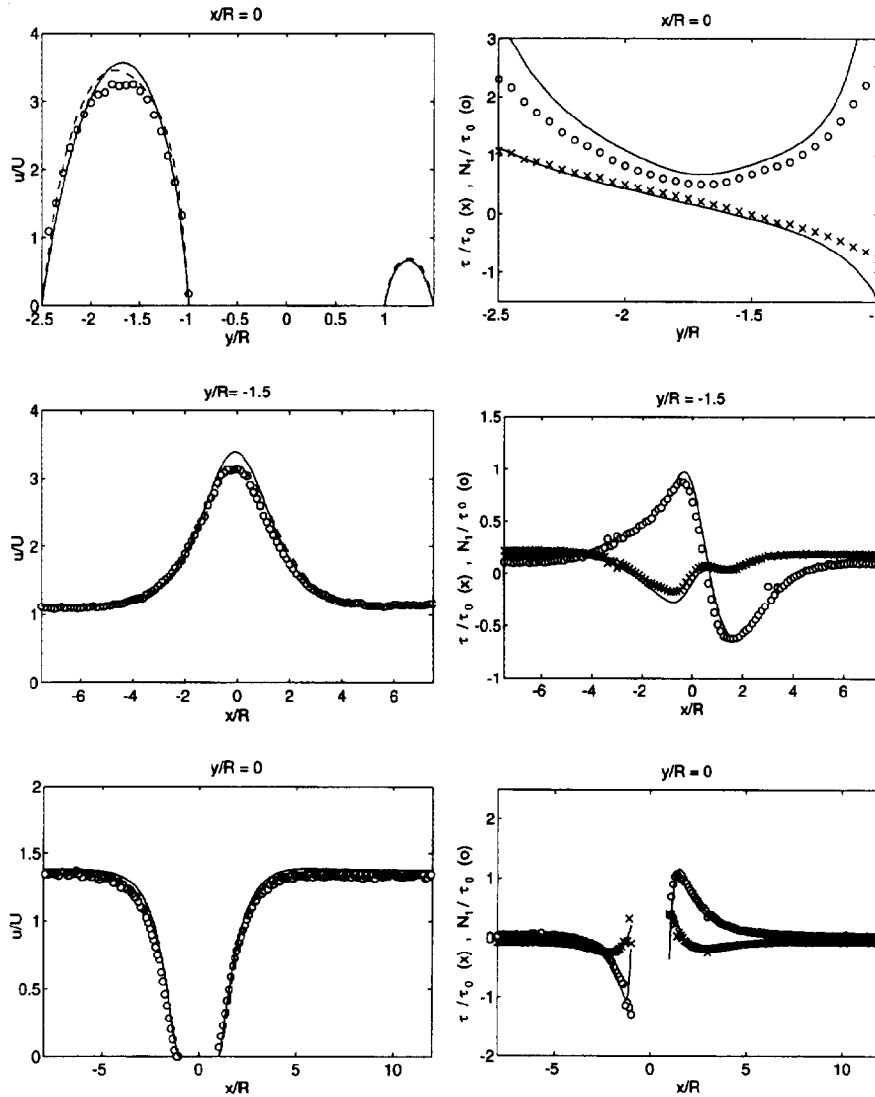 x/R = 0
4
3
2
1
0
u/U
-2.5 -2 -1.5 -1 -0.5 0 0.5 1 1.5
y/R
x/R = 0
3
2
1
0
-1
τ/τ₀ (x) , N₁/τ₀ (o)
-2.5 -2 -1.5 -1
y/R
y/R= -1.5
4
3
2
1
0
u/U
-6 -4 -2 0 2 4 6
x/R
y/R = -1.5
1.5
1
0.5
0
-0.5
-1
τ/τ₀ (x) , N₁/τ⁰ (o)
-6 -4 -2 0 2 4 6
x/R
y/R = 0
2
1.5
1
0.5
0
u/U
-5 0 5 10
x/R
y/R = 0
2
1
0
-1
-2
τ/τ₀ (x) , N₁/τ₀ (o)
-5 0 5 10
x/R